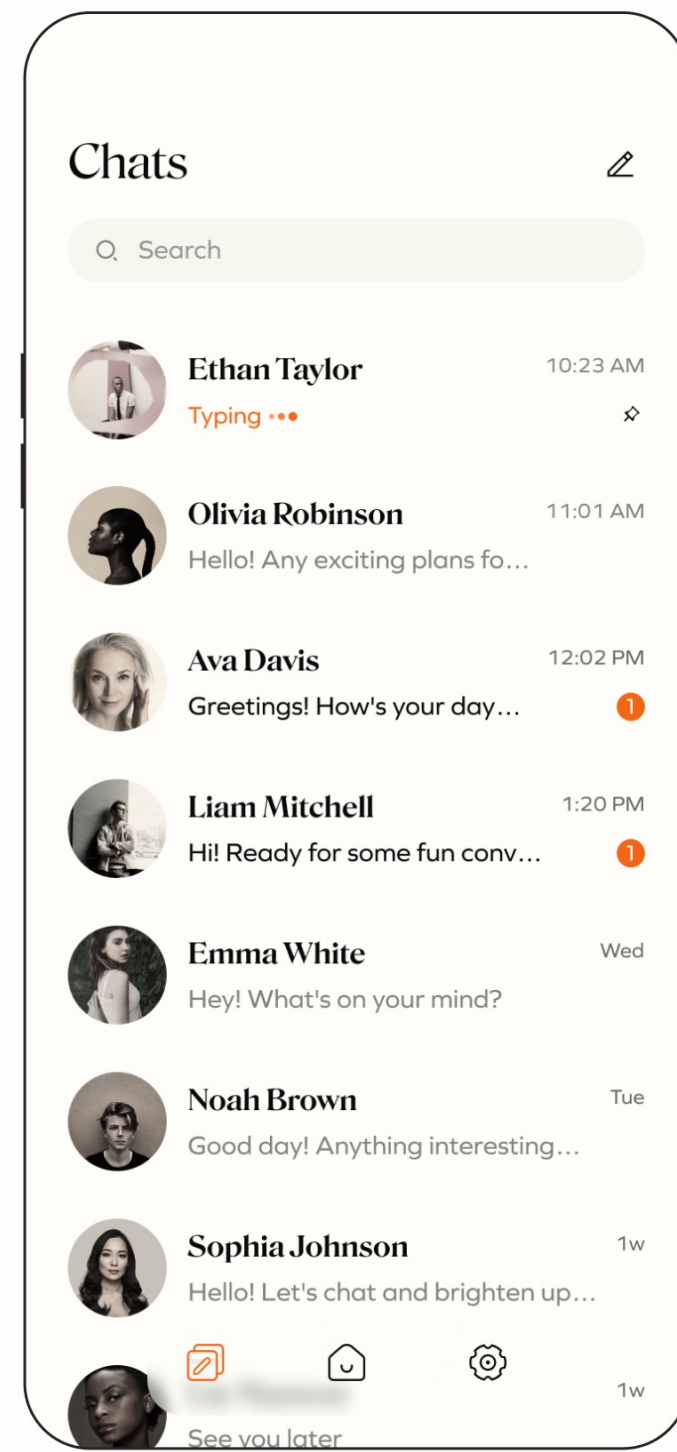 Chats
Search
Ethan Taylor 10:23 AM
Typing
Olivia Robinson 11:01 AM
Hello! Any exciting plans fo...
Ava Davis 12:02 PM
Greetings! How's your day...
1
Liam Mitchell 1:20 PM
Hi! Ready for some fun conv...
1
Emma White Wed
Hey! What's on your mind?
Noah Brown Tue
Good day! Anything interesting...
Sophia Johnson 1w
Hello! Let's chat and brighten up...
1w
See you later